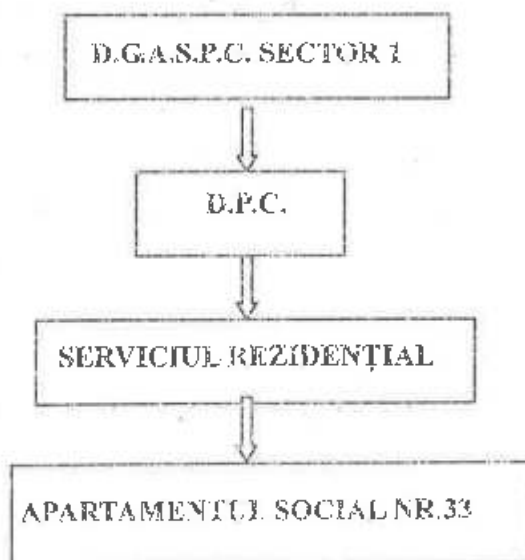 D.G.A.S.P.C. SECTOR 1
D.P.C.
SERVICIUL REZIDENȚIAL
APARTAMENTUL SOCIAL NR.33